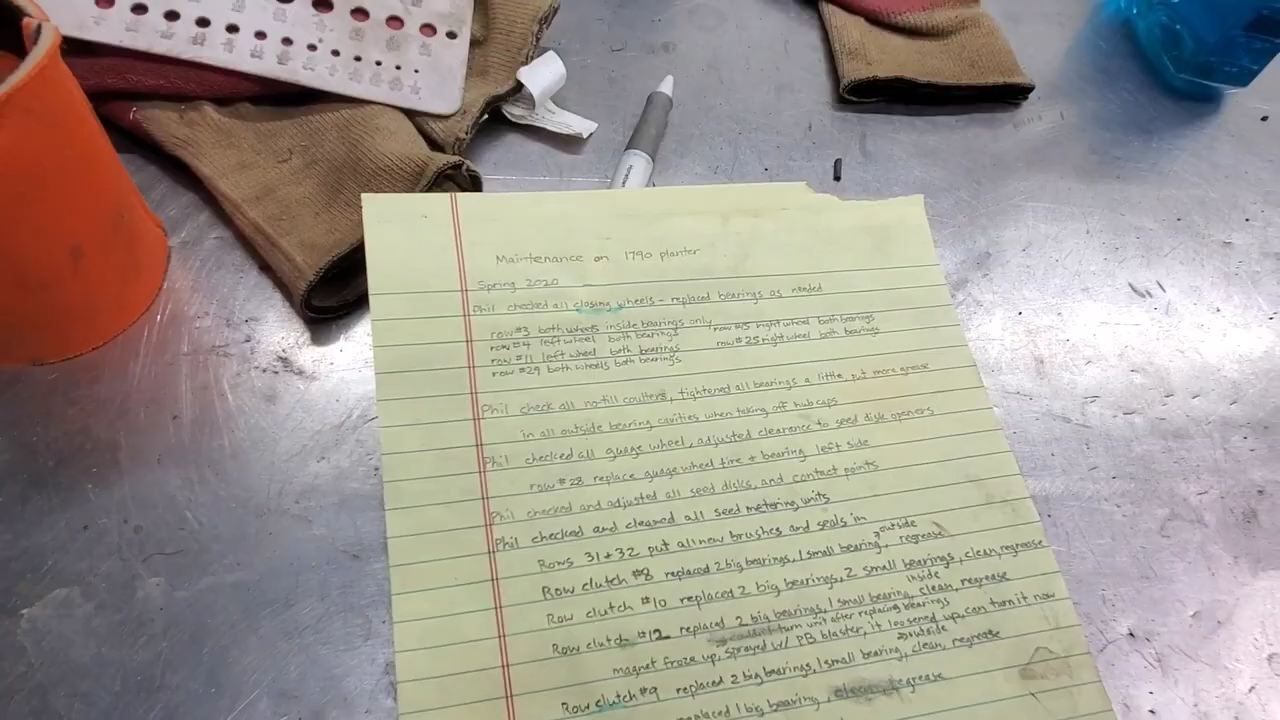 Maintenance on 1790 planter
Spring 2020
Phil checked all closing wheels - replaced bearings as needed
row #3 both wheels inside bearings only
row #15 right wheel both bearings
row #4 left wheel both bearings
row #25 right wheel both bearings
row #11 left wheel both bearings
row #29 both wheels both bearings
Phil check all no-till coulters, tightened all bearings a little, put more grease
in all outside bearing cavities when taking off hub caps
Phil checked all guage wheel, adjusted clearance to seed disk openers
row #28 replace guage wheel tire + bearing left side
Phil checked and adjusted all seed disks, and contact points
Phil checked and cleaned all seed metering units
Rows 31+32 put all new brushes and seals in
Row clutch #8 replaced 2 big bearings, 1 small bearing, outside regrease
Row clutch #10 replaced 2 big bearings, 2 small bearings, clean, regrease
Row clutch #12 replaced 2 big bearings, 1 small bearing, inside clean, regrease
couldn't turn unit after replacing bearings
magnet froze up, sprayed w/ PB blaster, it loosened up, can turn it now
Row clutch #9 replaced 2 big bearings, 1 small bearing, outside clean, regrease
replaced 1 big bearing, clean, regrease